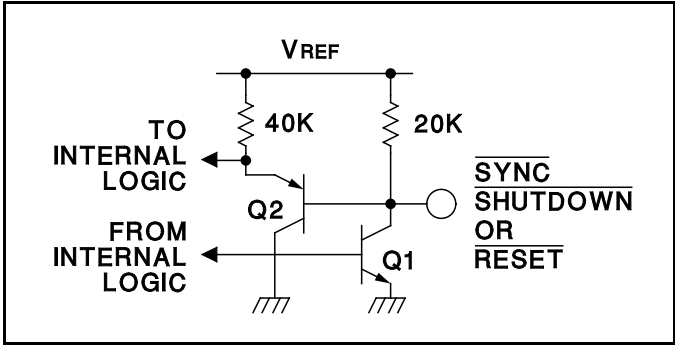 VREF
40K
20K
TO
INTERNAL
LOGIC
SYNC
SHUTDOWN
OR
RESET
Q2
FROM
INTERNAL
LOGIC
Q1